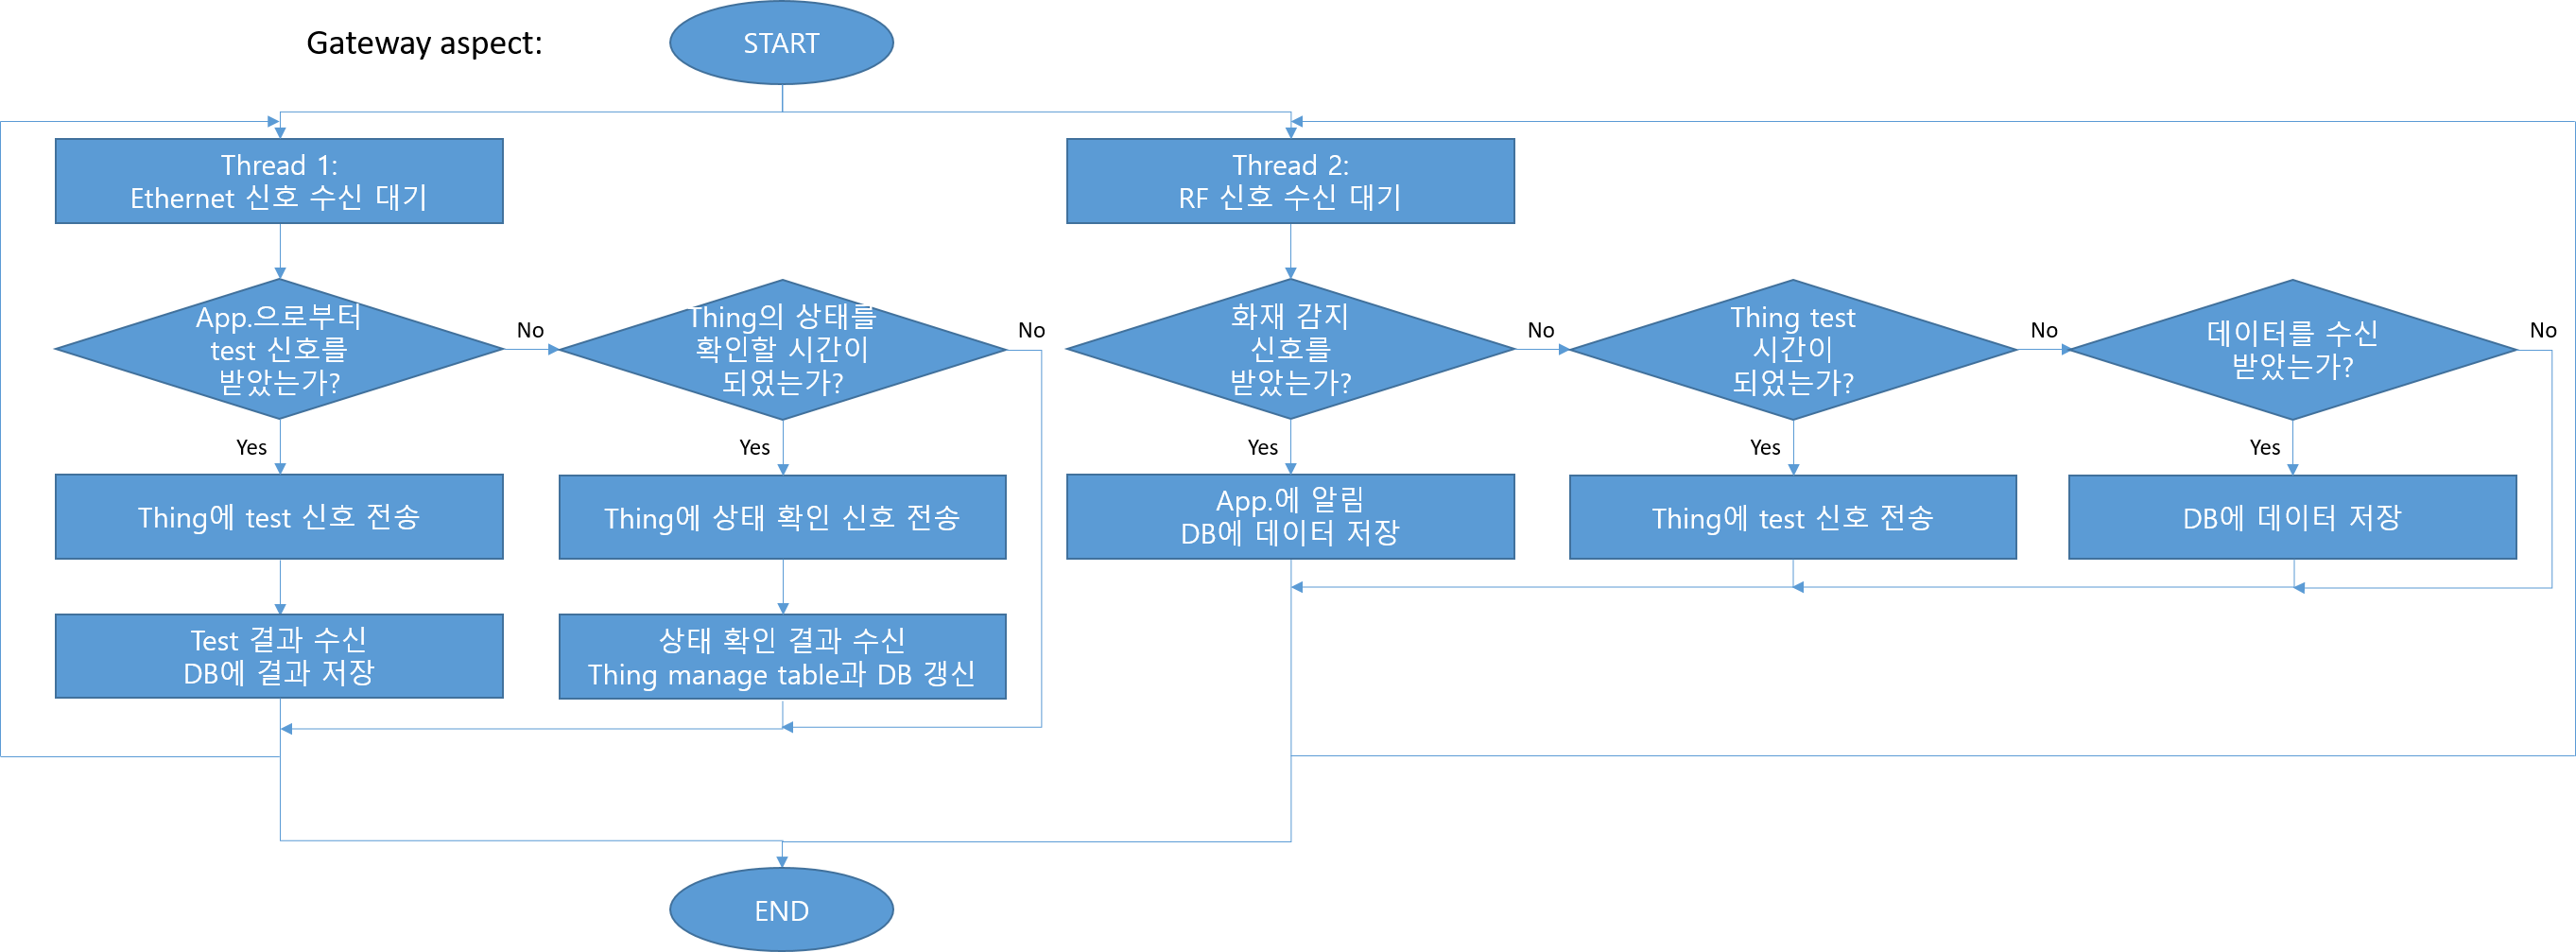 Gateway aspect:
START
Thread 1:
Ethernet 신호 수신 대기
Thread 2:
RF 신호 수신 대기
App.으로부터
test 신호를
받았는가?
No
Thing의 상태를
확인할 시간이
되었는가?
No
화재 감지
신호를
받았는가?
No
Thing test
시간이
되었는가?
No
데이터를 수신
받았는가?
No
Yes
Yes
Yes
Yes
Yes
Thing에 test 신호 전송
Thing에 상태 확인 신호 전송
App.에 알림
DB에 데이터 저장
Thing에 test 신호 전송
DB에 데이터 저장
Test 결과 수신
DB에 결과 저장
상태 확인 결과 수신
Thing manage table과 DB 갱신
END